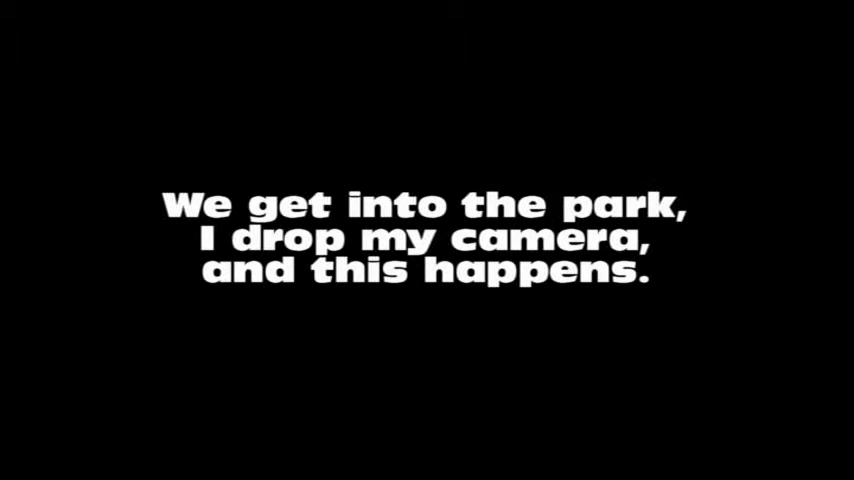 We get into the park,
I drop my camera,
and this happens.